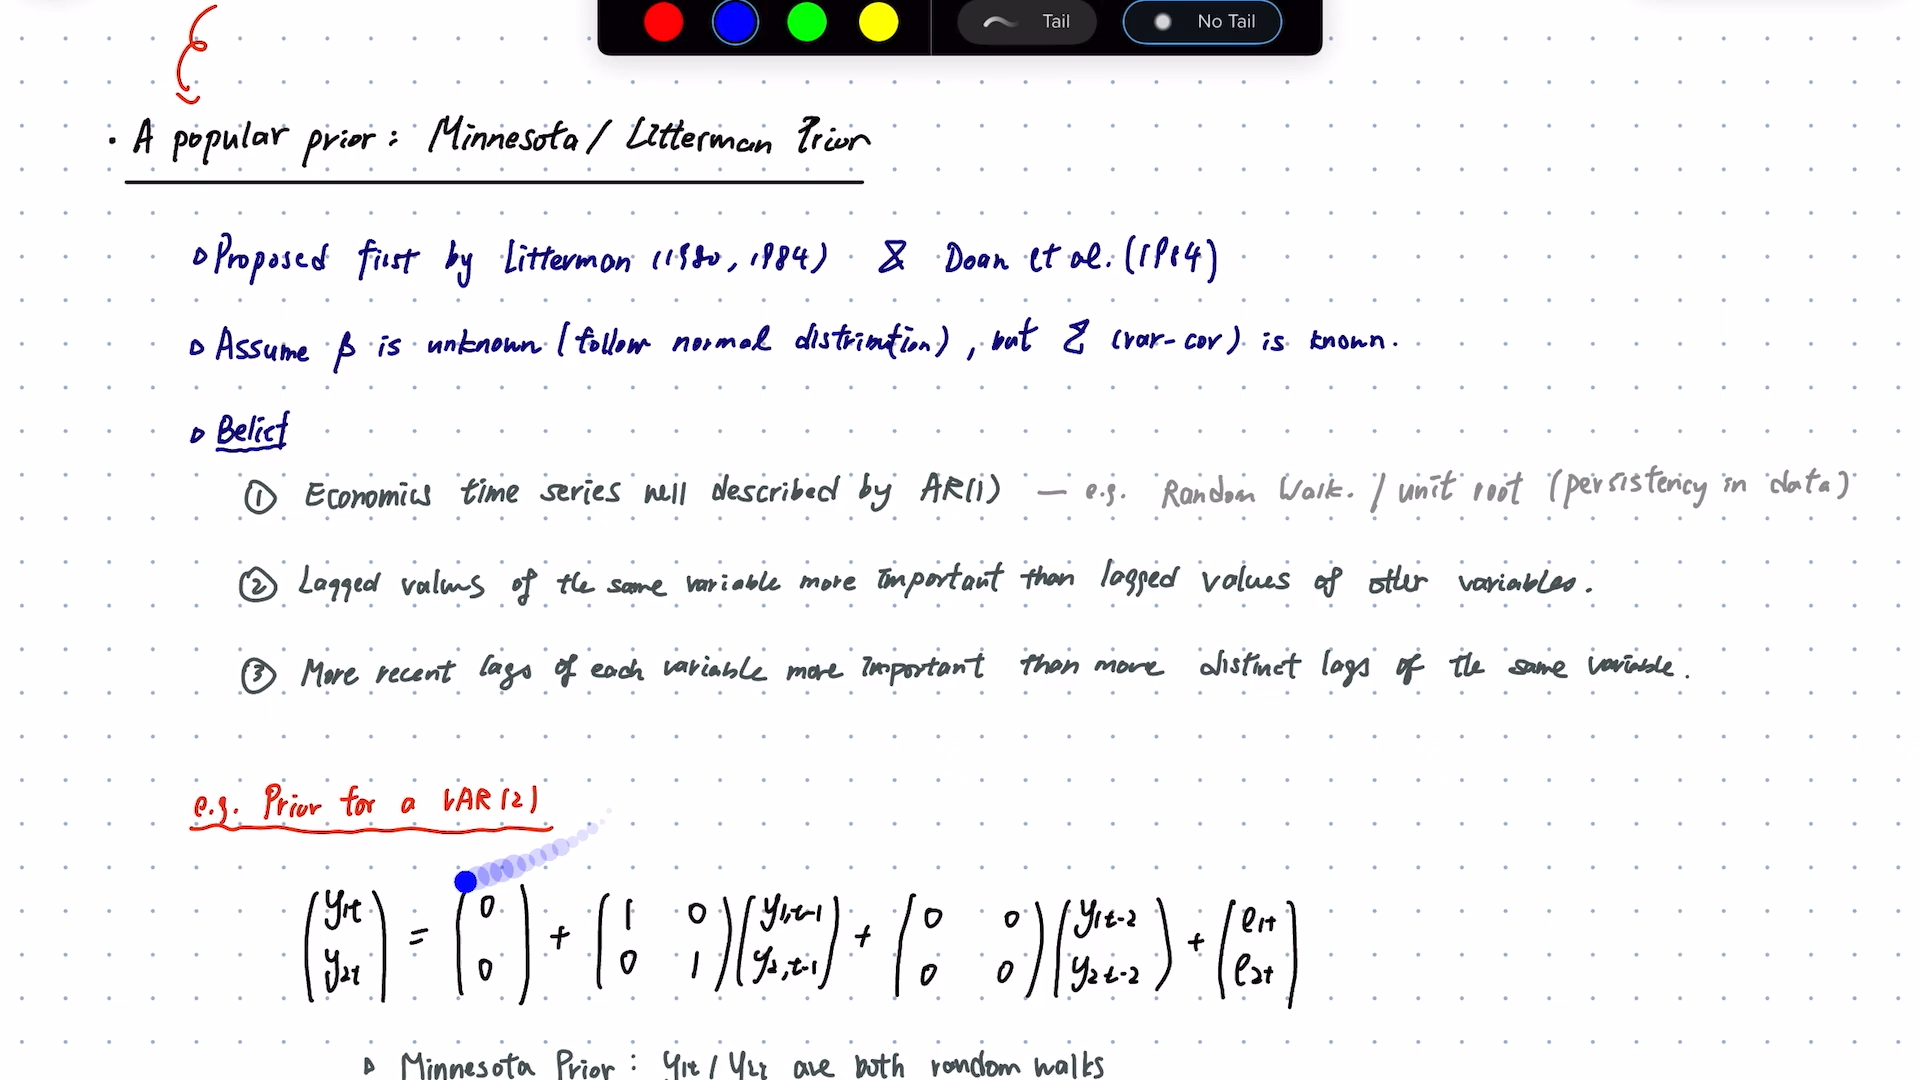 Tail No Tail
· A popular prior: Minnesota / Litterman Prior
▷ Proposed first by Litterman (1980, 1984) & Doan et al. (1984)
▷ Assume β is unknown (follow normal distribution), but Σ (var-cov) is known.
▷ Belief
① Economics time series well described by AR(1) — e.g. Random Walk. / unit root (persistency in data)
② Lagged values of the same variable more important than lagged values of other variables.
③ More recent lags of each variable more important than more distinct lags of the same variable.
e.g. Prior for a VAR(2)
(y1t y2t) = (0 0) + (1 0 0 1)(y1,t-1 y2,t-1) + (0 0 0 0)(y1t-2 y2t-2) + (e1t e2t)
▷ Minnesota Prior: y1t / y2t are both random walks